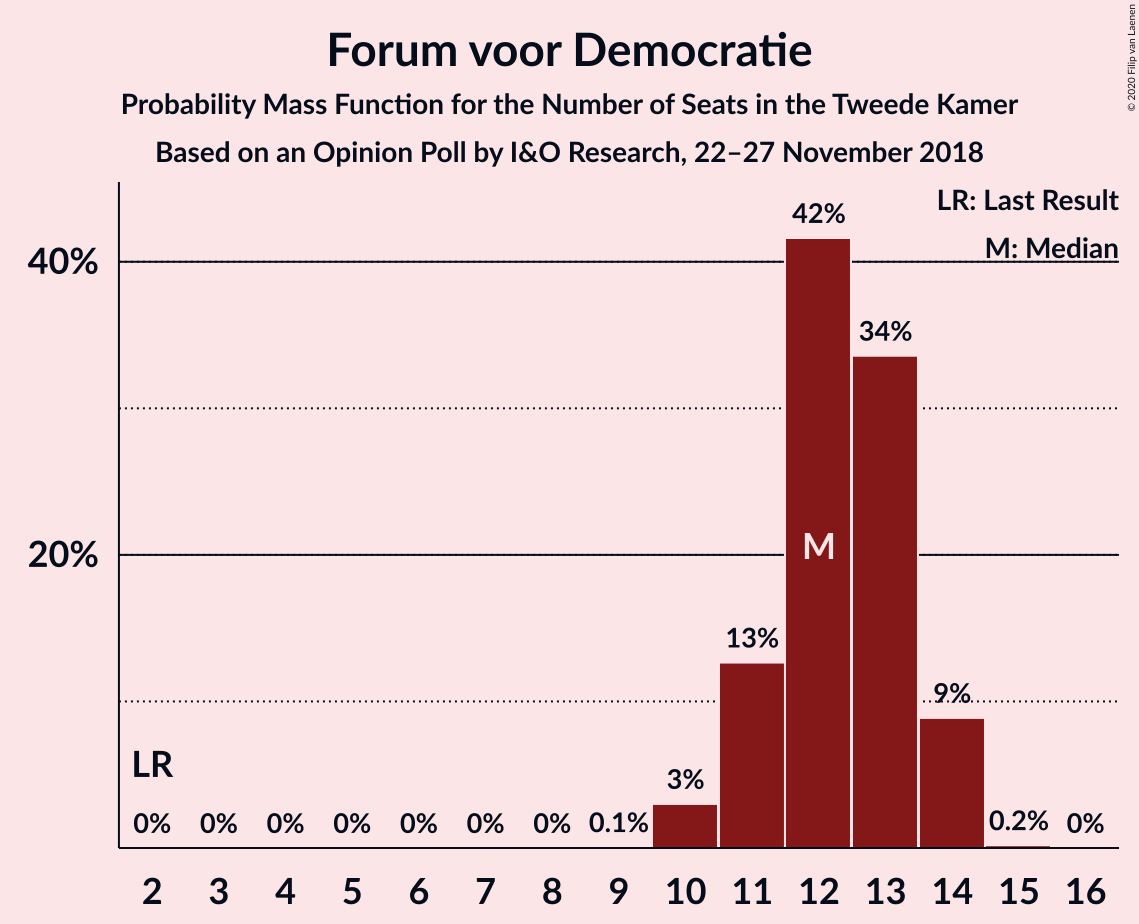 Forum voor Democratie
Probability Mass Function for the Number of Seats in the Tweede Kamer
Based on an Opinion Poll by I&O Research, 22–27 November 2018
© 2020 Filip van Laenen
LR: Last Result
M: Median
40%
20%
42%
34%
M
13%
9%
LR
3%
0% 0% 0% 0% 0% 0% 0% 0.1% 0.2% 0%
2 3 4 5 6 7 8 9 10 11 12 13 14 15 16